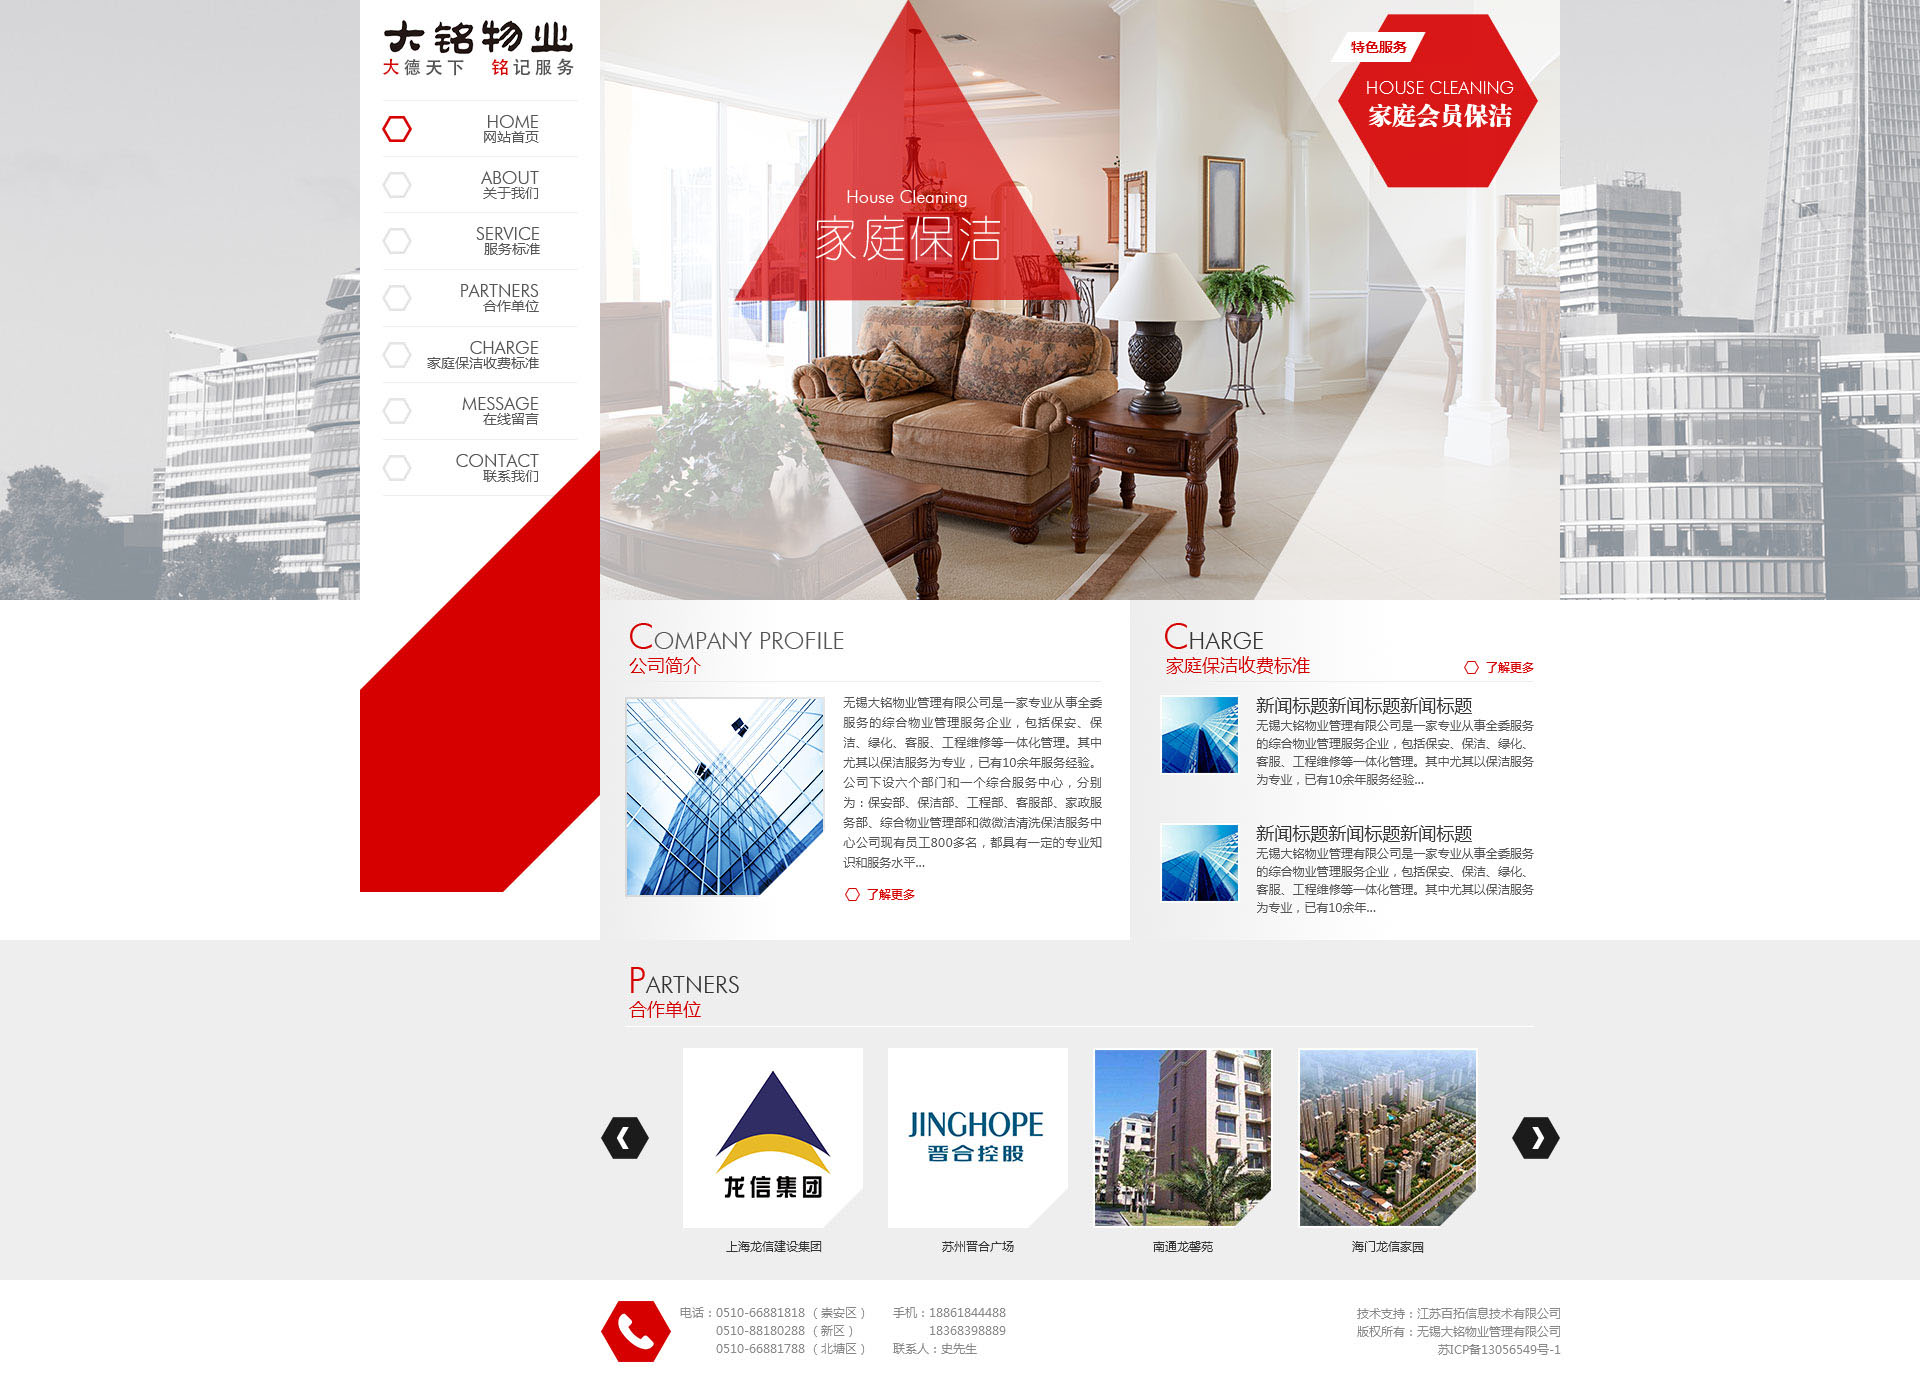 大铭物业
大德天下 铭记服务
HOME
网站首页
ABOUT
关于我们
SERVICE
服务标准
PARTNERS
合作单位
CHARGE
家庭保洁收费标准
MESSAGE
在线留言
CONTACT
联系我们
House Cleaning
家庭保洁
特色服务
HOUSE CLEANING
家庭会员保洁
COMPANY PROFILE
公司简介
无锡大铭物业管理有限公司是一家专业从事全委
服务的综合物业管理服务企业，包括保安、保
洁、绿化、客服、工程维修等一体化管理。其中
尤其以保洁服务为专业，已有10余年服务经验。
公司下设六个部门和一个综合服务中心，分别
为：保安部、保洁部、工程部、客服部、家政服
务部、综合物业管理部和微微洁清洗保洁服务中
心公司现有员工800多名，都具有一定的专业知
识和服务水平...
了解更多
CHARGE
家庭保洁收费标准
了解更多
新闻标题新闻标题新闻标题
无锡大铭物业管理有限公司是一家专业从事全委服务
的综合物业管理服务企业，包括保安、保洁、绿化、
客服、工程维修等一体化管理。其中尤其以保洁服务
为专业，已有10余年服务经验...
新闻标题新闻标题新闻标题
无锡大铭物业管理有限公司是一家专业从事全委服务
的综合物业管理服务企业，包括保安、保洁、绿化、
客服、工程维修等一体化管理。其中尤其以保洁服务
为专业，已有10余年...
PARTNERS
合作单位
龙信集团
JINGHOPE
晋合控股
上海龙信建设集团
苏州晋合广场
南通龙馨苑
海门龙信家园
电话：0510-66881818（崇安区）
0510-88180288（新区）
0510-66881788（北塘区）
手机：18861844488
18368398889
联系人：史先生
技术支持：江苏百拓信息技术有限公司
版权所有：无锡大铭物业管理有限公司
苏ICP备13056549号-1